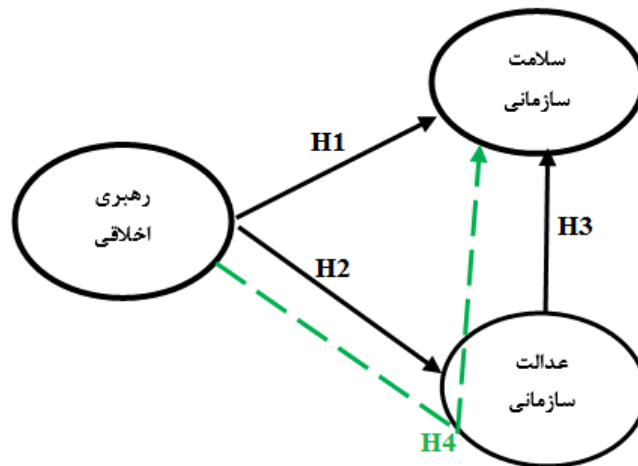 سلامت
سازمانی
H1
رهبری
اخلاقی
H2
H3
عدالت
سازمانی
H4